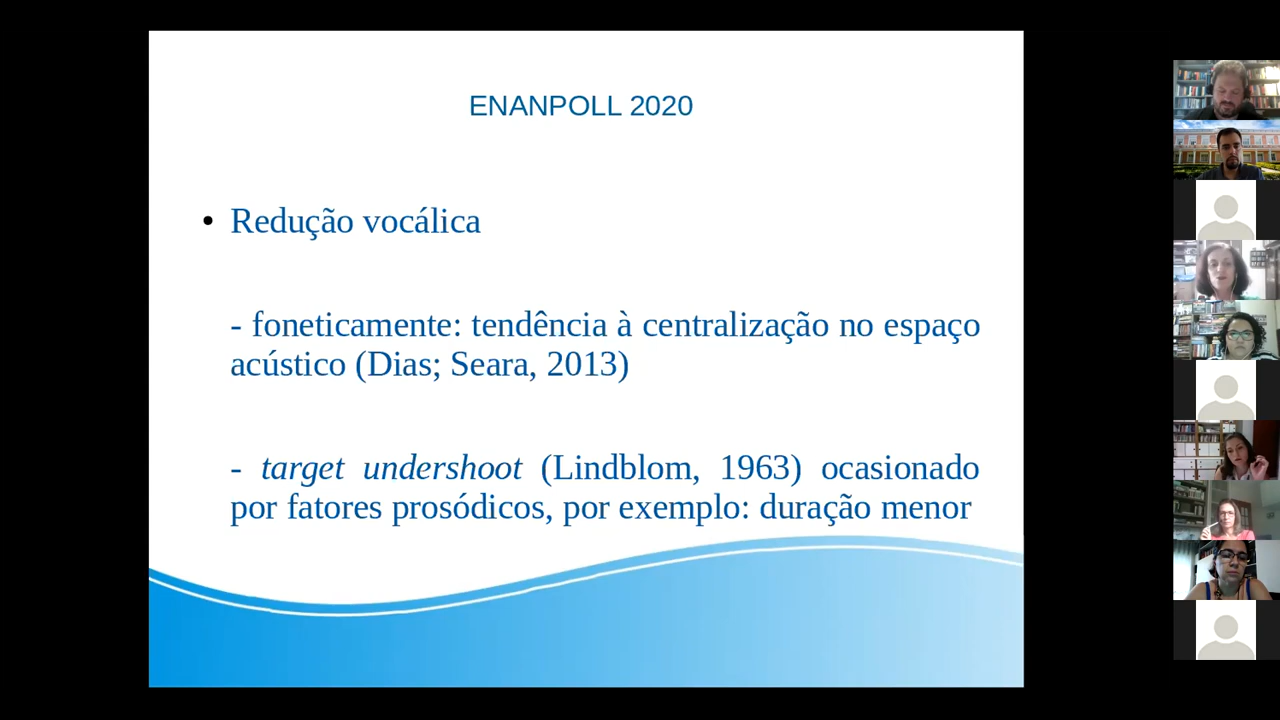 ENANPOLL 2020
• Redução vocálica
- foneticamente: tendência à centralização no espaço
acústico (Dias; Seara, 2013)
- target undershoot (Lindblom, 1963) ocasionado
por fatores prosódicos, por exemplo: duração menor